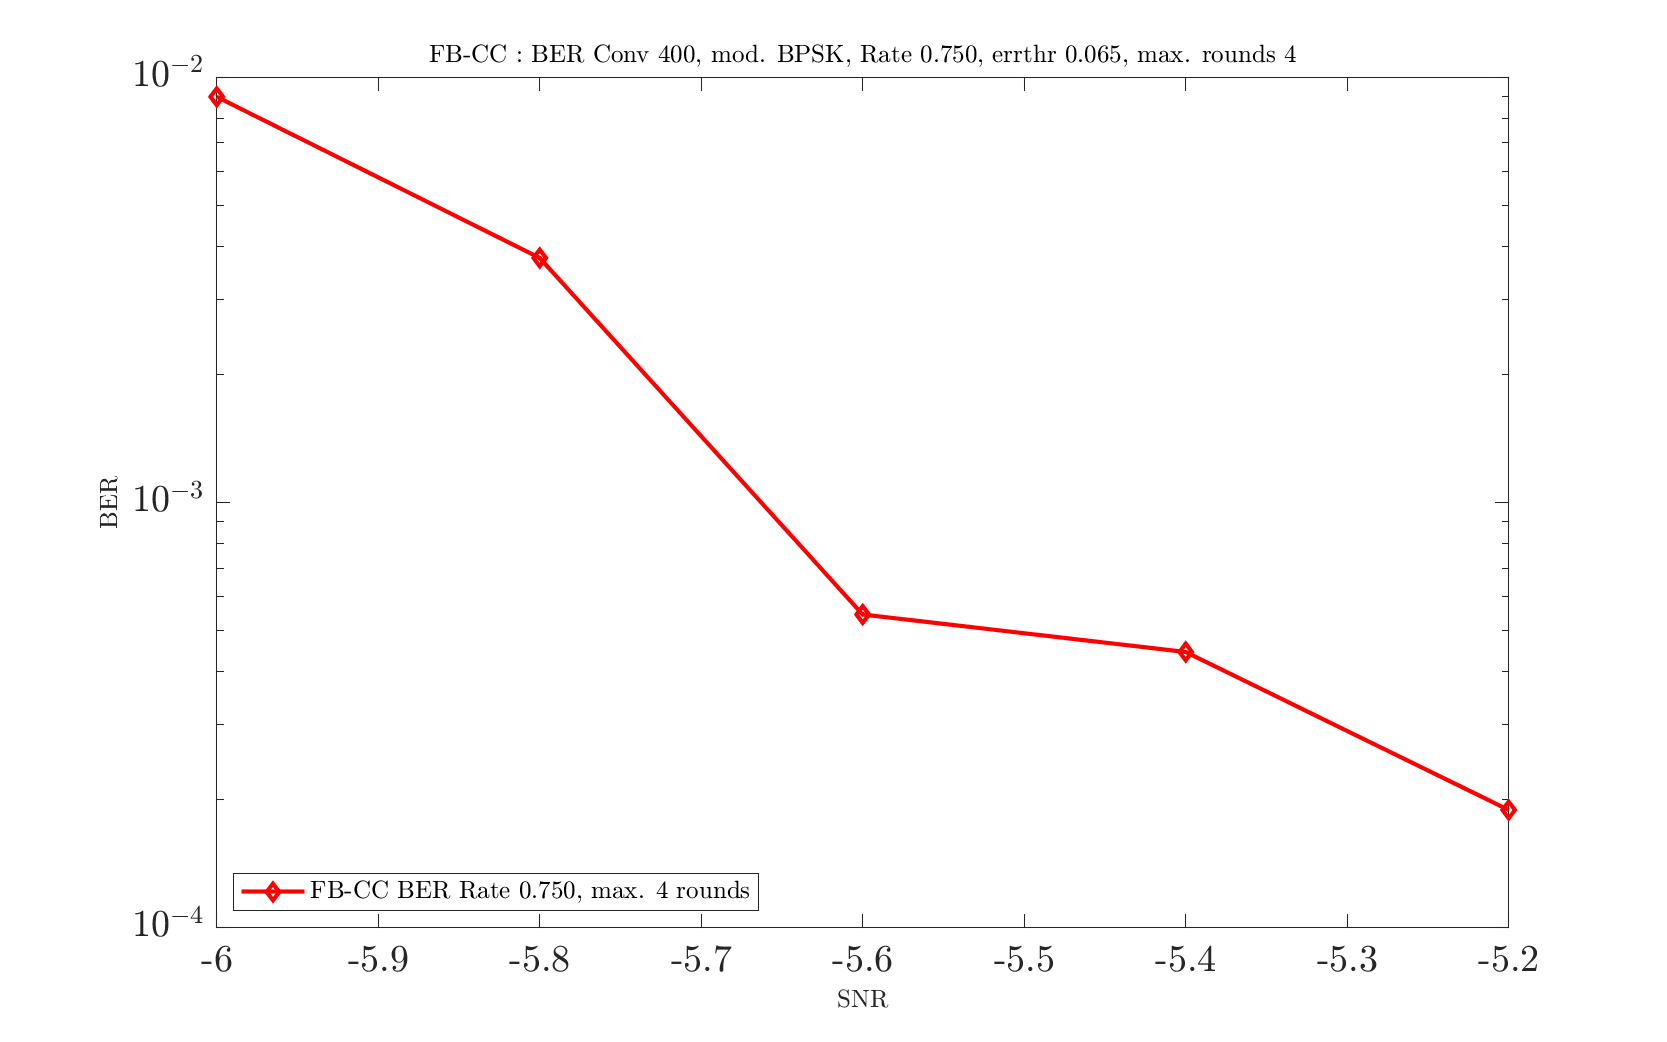 FB-CC : BER Conv 400, mod. BPSK, Rate 0.750, errthr 0.065, max. rounds 4
10⁻²
10⁻³
10⁻⁴
BER
FB-CC BER Rate 0.750, max. 4 rounds
-6 -5.9 -5.8 -5.7 -5.6 -5.5 -5.4 -5.3 -5.2
SNR